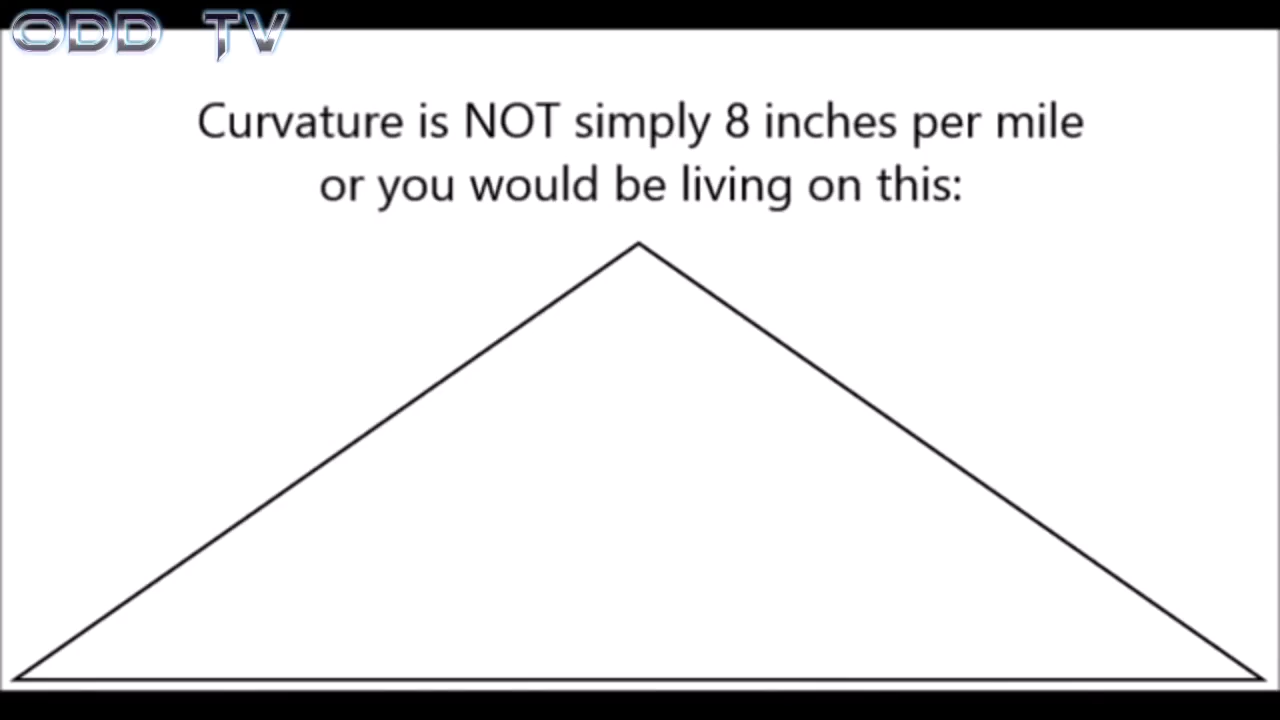 ODD TV
Curvature is NOT simply 8 inches per mile
or you would be living on this: